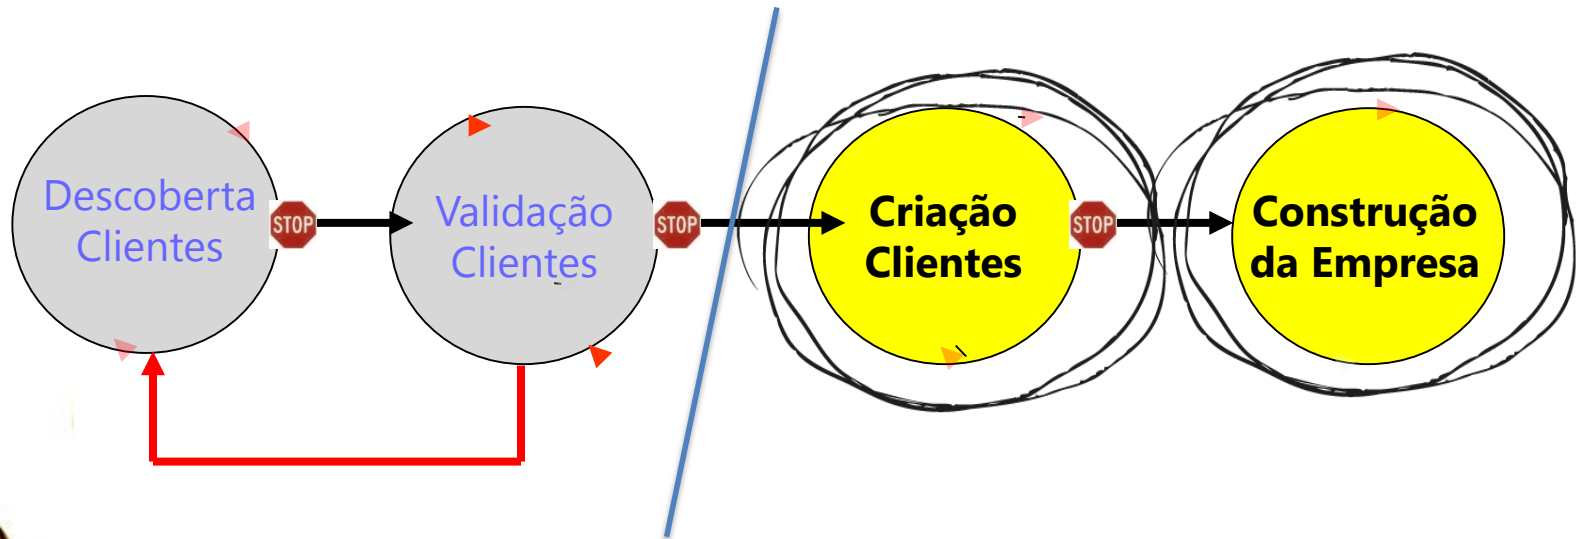 Descoberta
Clientes
STOP
Validação
Clientes
STOP
Criação
Clientes
STOP
Construção
da Empresa